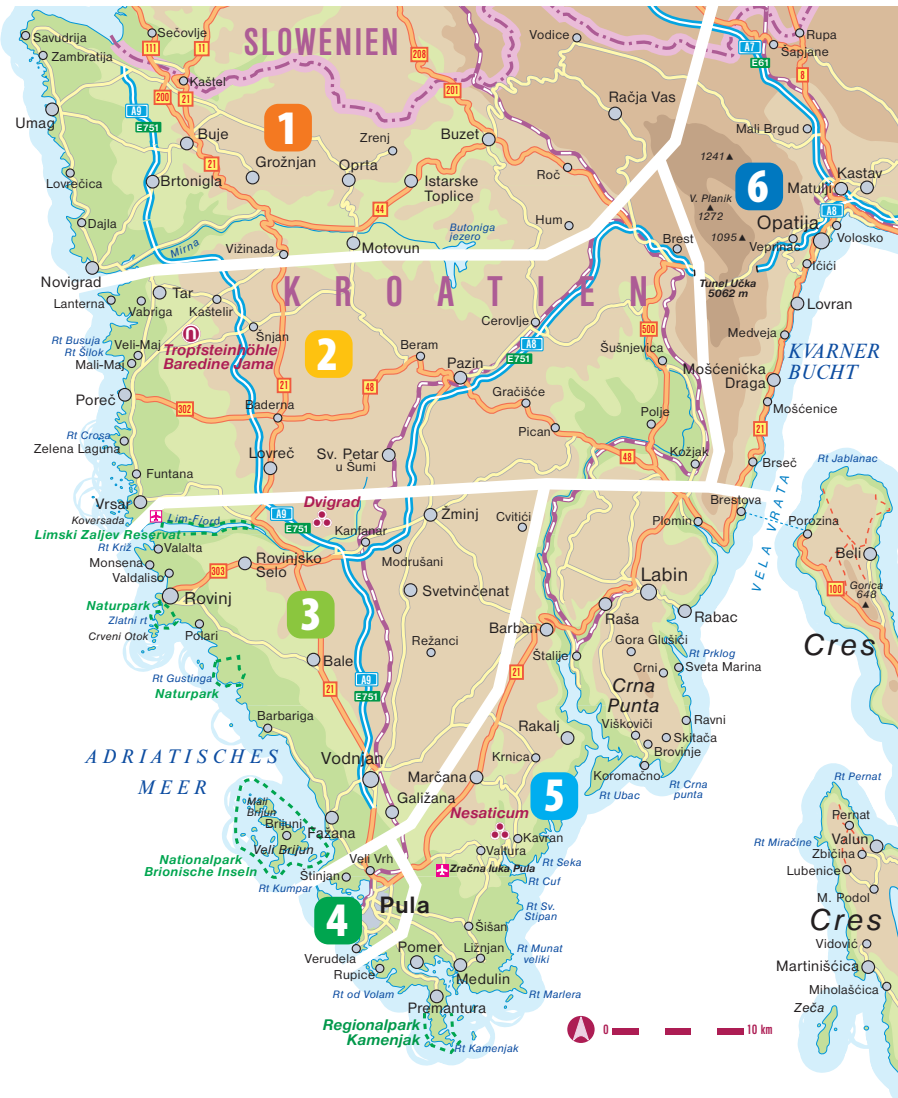 Savudrija
Sečovlje
Zambratija
111
11
SLOWENIEN
208
Vodice
A7
E61
Rupa
Šapjane
8
Kaštel
200
21
201
A9
E751
Umag
Buje
1
Zrenj
Buzet
Račja Vas
Mali Brgud
21
Grožnjan
Oprta
Istarske
Toplice
Roč
1241
6
Kastav
Matulji
Lovrečica
Brtonigla
44
V. Planik
1272
A8
Opatija
Dajla
Hum
Butoniga
jezero
1095
Veprinac
Volosko
Mirna
Vižinada
Motovun
Brest
Ičići
Novigrad
Tunel Učka
5062 m
KROATIEN
Lanterna
Tar
Vabriga
Kaštelir
Lovran
Cerovlje
500
Medveja
Rt Busuja
Rt Šilok
Veli-Maj
Mali-Maj
Šnjan
Tropfsteinhöhle
Baredine Jama
2
Beram
A8
E751
Šušnjevica
KVARNER
BUCHT
Pazin
Mošćenička
Draga
Poreč
21
48
Gračišće
302
Baderna
Polje
Mošćenice
Rt Crosa
Zelena Laguna
Pican
21
Lovreč
Sv. Petar
u Šumi
48
Kožjak
Brseč
Rt Jablanac
Funtana
Vrsar
Dvigrad
Brestova
Koversada
Lim-Fjord
A9
E751
Žminj
Cvitići
Plomin
Porozina
Limski Zaljev Reservat
Kanfanar
VELA VRATA
Rt Križ
Valalta
Monsena
Valdaliso
303
Rovinjsko
Selo
Modrušani
Beli
Labin
Gorica
648
100
Rovinj
Svetvinčenat
Naturpark
Zlatni rt
Crveni Otok
Polari
3
Barban
Raša
Rabac
Režanci
Gora Glušići
Cres
Bale
Štalije
Rt Prklog
Crni
Sveta Marina
Rt Gustinga
Naturpark
21
A9
E751
21
Crna
Punta
Barbariga
Rakalj
Viškoviči
Ravni
Skitača
Brovinje
ADRIATISCHES
MEER
Vodnjan
Krnica
Koromačno
Marčana
5
Rt Ubac
Rt Crna
punta
Rt Pernat
Galižana
Mali
Brijun
Brijuni
Veli Brijun
Fažana
Nesaticum
Pernat
Kavran
Rt Miračine
Valun
Zbičina
Nationalpark
Brionische Inseln
Veli Vrh
Valtura
Rt Seka
Lubenice
Štinjan
Zračna luka Pula
Rt Cuf
Rt Kumpar
M. Podol
Pula
Rt Sv.
Stipan
4
Cres
Šišan
Vidović
Verudela
Pomer
Ližnjan
Rt Munat
veliki
Rupice
Medulin
Martinišćica
Rt od Volam
Rt Marlera
Miholašćica
Premantura
Zeča
Regionalpark
Kamenjak
0
10 km
Rt Kamenjak